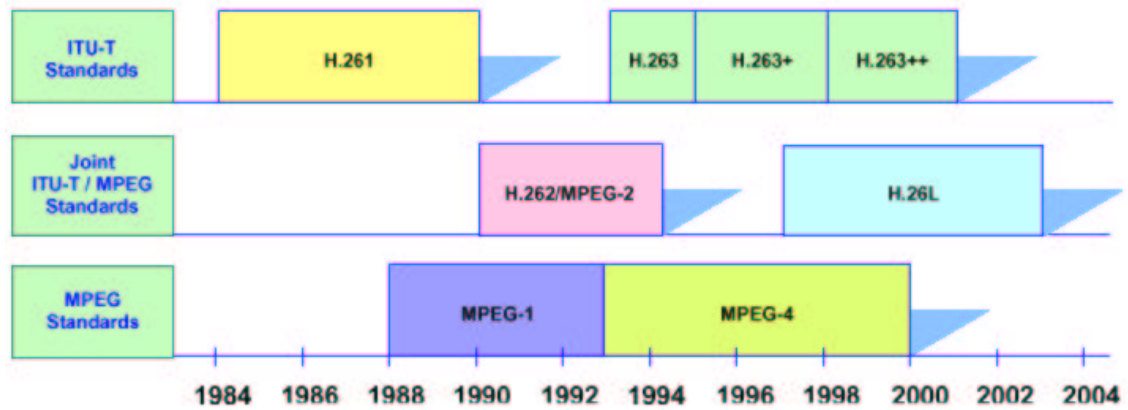 ITU-T
Standards
H.261
H.263
H.263+
H.263++
Joint
ITU-T / MPEG
Standards
H.262/MPEG-2
H.26L
MPEG
Standards
MPEG-1
MPEG-4
1984 1986 1988 1990 1992 1994 1996 1998 2000 2002 2004